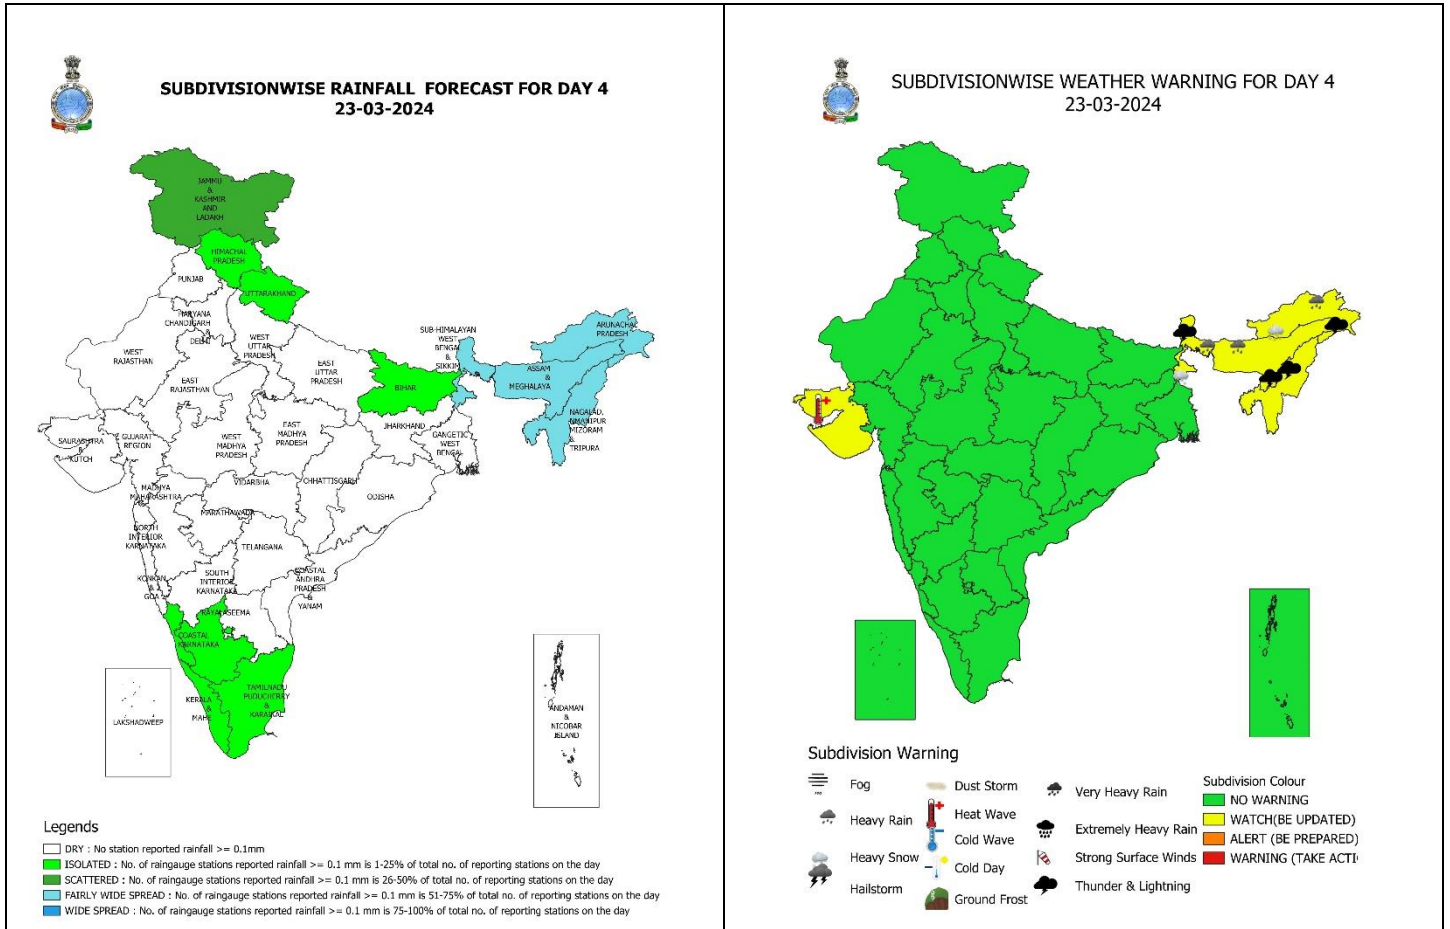 SUBDIVISIONWISE RAINFALL FORECAST FOR DAY 4
23-03-2024
JAMMU
&
KASHMIR
AND
LADAKH
HIMACHAL
PRADESH
PUNJAB
UTTARAKHAND
HARYANA
CHANDIGARH
&
DELHI
WEST
UTTAR
PRADESH
SUB-HIMALAYAN
WEST
BENGAL
&
SIKKIM
ARUNACHAL
PRADESH
WEST
RAJASTHAN
EAST
UTTAR
PRADESH
ASSAM
&
MEGHALAYA
EAST
RAJASTHAN
BIHAR
NAGALAD,
MANIPUR
MIZORAM
&
TRIPURA
SAURASHTRA
&
KUTCH
GUJARAT
REGION
WEST
MADHYA
PRADESH
EAST
MADHYA
PRADESH
JHARKHAND
GANGETIC
WEST
BENGAL
MADHYA
MAHARASHTRA
VIDARBHA
CHHATTISGARH
ODISHA
MARATHAWADA
NORTH
INTERIOR
KARNATAKA
TELANGANA
KONKAN
&
GOA
SOUTH
INTERIOR
KARNATAKA
COASTAL
ANDHRA
PRADESH
&
YANAM
RAYALASEEMA
COASTAL
KARNATAKA
KERALA
&
MAHE
TAMILNADU
PUDUCHERRY
&
KARAIKAL
LAKSHADWEEP
ANDAMAN
&
NICOBAR
ISLAND
Legends
DRY : No station reported rainfall >= 0.1mm
ISOLATED : No. of raingauge stations reported rainfall >= 0.1 mm is 1-25% of total no. of reporting stations on the day
SCATTERED : No. of raingauge stations reported rainfall >= 0.1 mm is 26-50% of total no. of reporting stations on the day
FAIRLY WIDE SPREAD : No. of raingauge stations reported rainfall >= 0.1 mm is 51-75% of total no. of reporting stations on the day
WIDE SPREAD : No. of raingauge stations reported rainfall >= 0.1 mm is 75-100% of total no. of reporting stations on the day
SUBDIVISIONWISE WEATHER WARNING FOR DAY 4
23-03-2024
Subdivision Warning
Fog
Heavy Rain
Heavy Snow
Hailstorm
Dust Storm
Heat Wave
Cold Wave
Cold Day
Ground Frost
Very Heavy Rain
Extremely Heavy Rain
Strong Surface Winds
Thunder & Lightning
Subdivision Colour
NO WARNING
WATCH(BE UPDATED)
ALERT (BE PREPARED)
WARNING (TAKE ACTI